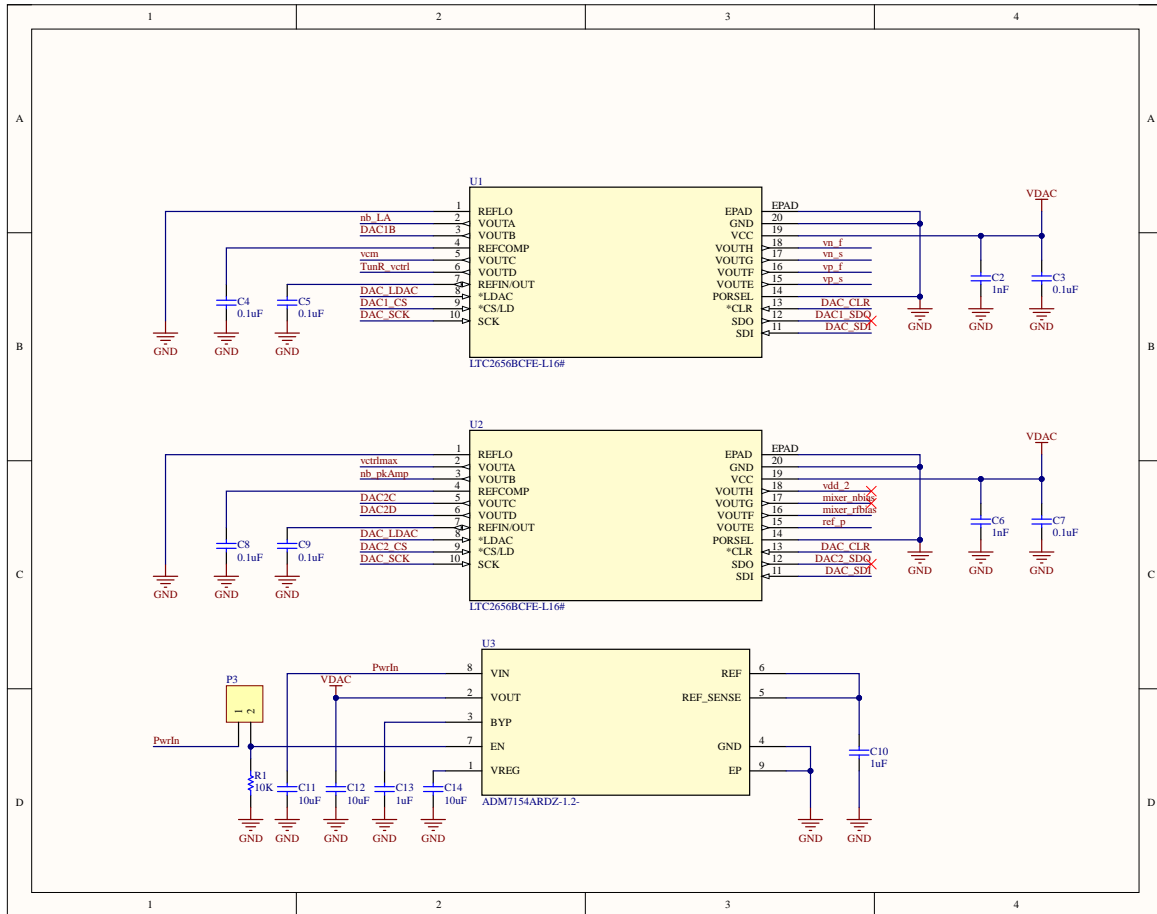 1 2 3 4
A A
U1
VDAC
1 REFLO EPAD EPAD
nb_LA 2 VOUTA GND 20
DAC1B 3 VOUTB VCC 19
4 REFCOMP VOUTH 18 vn_f
vcm 5 VOUTC VOUTG 17 vn_s
TunR_vctrl 6 VOUTD VOUTF 16 vp_f
7 REFIN/OUT VOUTE 15 vp_s
DAC_LDAC 8 *LDAC PORSEL 14
DAC1_CS 9 *CS/LD *CLR 13 DAC_CLR
DAC_SCK 10 SCK SDO 12 DAC1_SDO
SDI 11 DAC_SDI
C4 0.1uF
C5 0.1uF
C2 1nF
C3 0.1uF
GND GND GND GND GND GND
B B
LTC2656BCFE-L16#
U2
VDAC
1 REFLO EPAD EPAD
vctrlmax 2 VOUTA GND 20
nb_pkAmp 3 VOUTB VCC 19
4 REFCOMP VOUTH 18 vdd_2
DAC2C 5 VOUTC VOUTG 17 mixer_nbias
DAC2D 6 VOUTD VOUTF 16 mixer_rfbias
7 REFIN/OUT VOUTE 15 ref_p
DAC_LDAC 8 *LDAC PORSEL 14
DAC2_CS 9 *CS/LD *CLR 13 DAC_CLR
DAC_SCK 10 SCK SDO 12 DAC2_SDO
SDI 11 DAC_SDI
C8 0.1uF
C9 0.1uF
C6 1nF
C7 0.1uF
GND GND GND GND GND GND
C C
LTC2656BCFE-L16#
U3
PwrIn 8 VIN REF 6
VDAC 2 VOUT REF_SENSE 5
P3
1 2
3 BYP
PwrIn 7 EN GND 4
1 VREG EP 9
C10 1uF
R1 10K
C11 10uF
C12 10uF
C13 1uF
C14 10uF
ADM7154ARDZ-1.2-
D D
GND GND GND GND GND GND GND
1 2 3 4